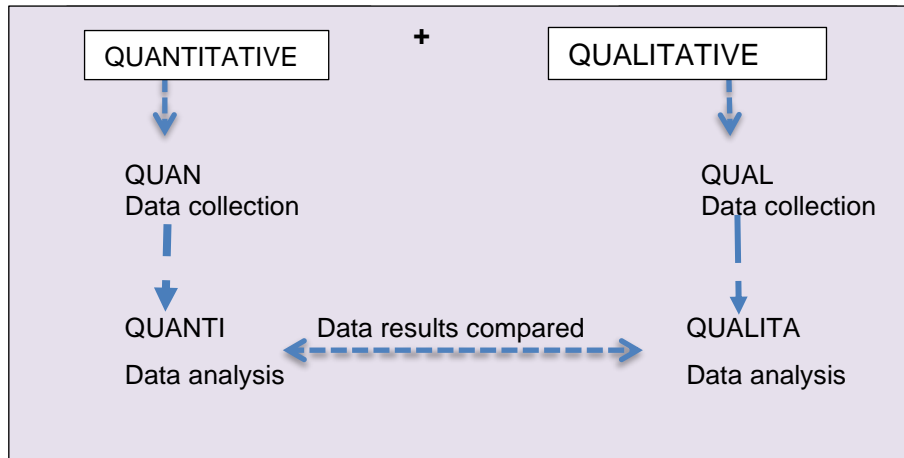 QUANTITATIVE
+
QUALITATIVE
QUAN
Data collection
QUAL
Data collection
QUANTI
Data results compared
QUALITA
Data analysis
Data analysis